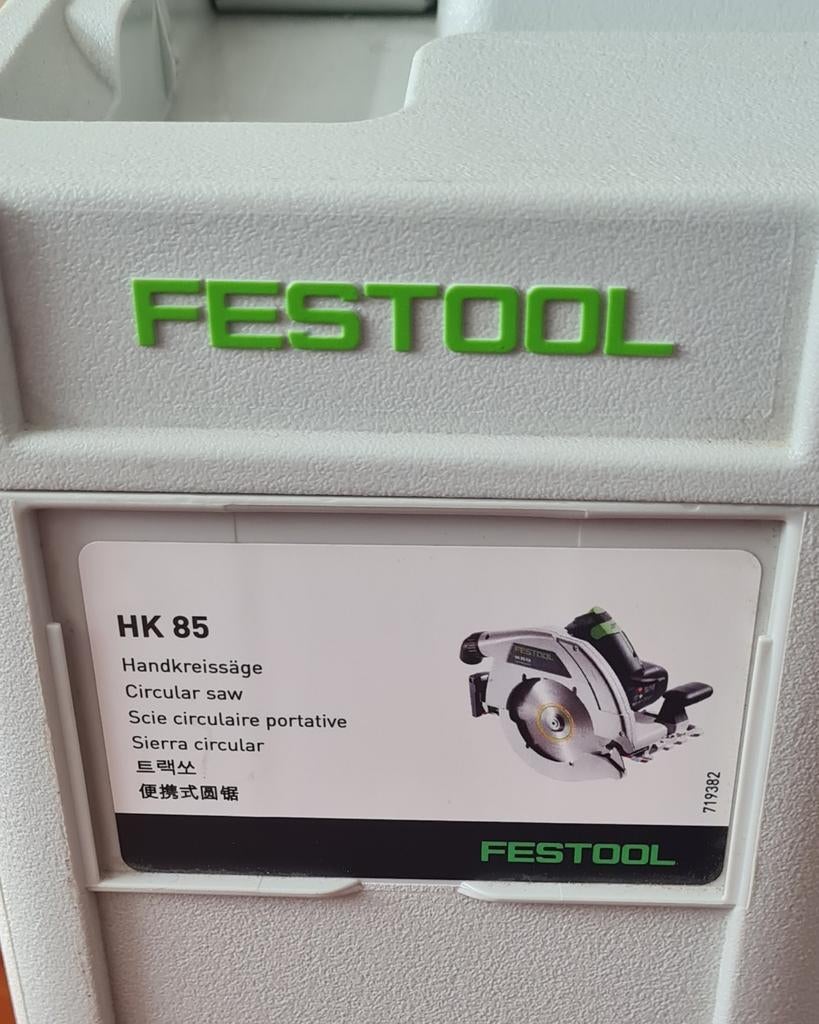 FESTOOL
HK 85
Handkreissäge
Circular saw
Scie circulaire portative
Sierra circular
트랙쏘
便携式圆锯
FESTOOL
719382
FESTOOL